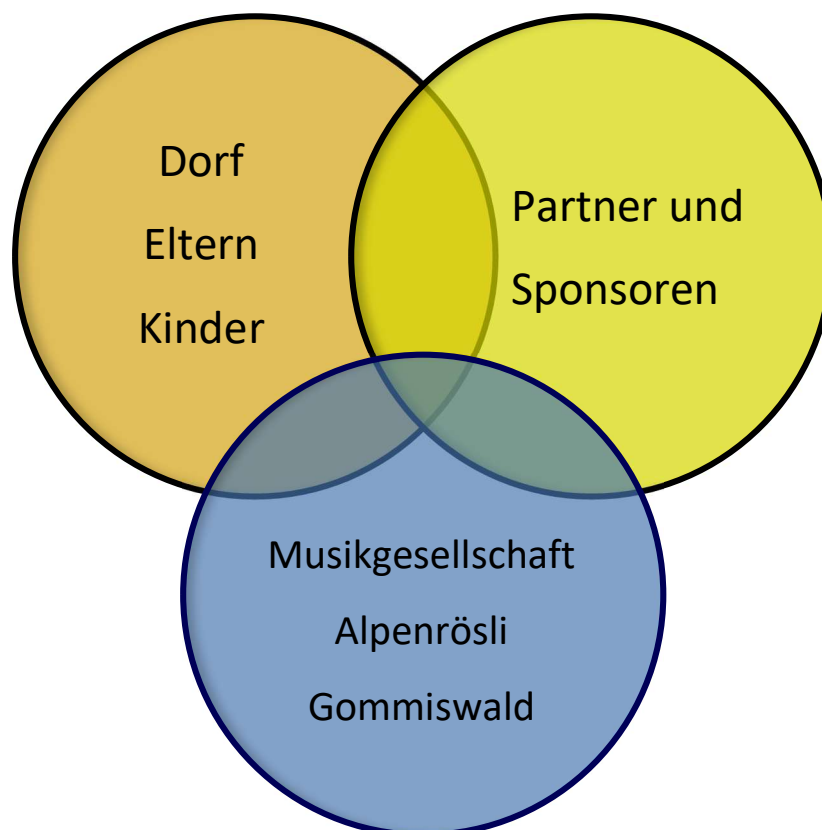 Dorf
Eltern
Kinder
Partner und
Sponsoren
Musikgesellschaft
Alpenrösli
Gommiswald